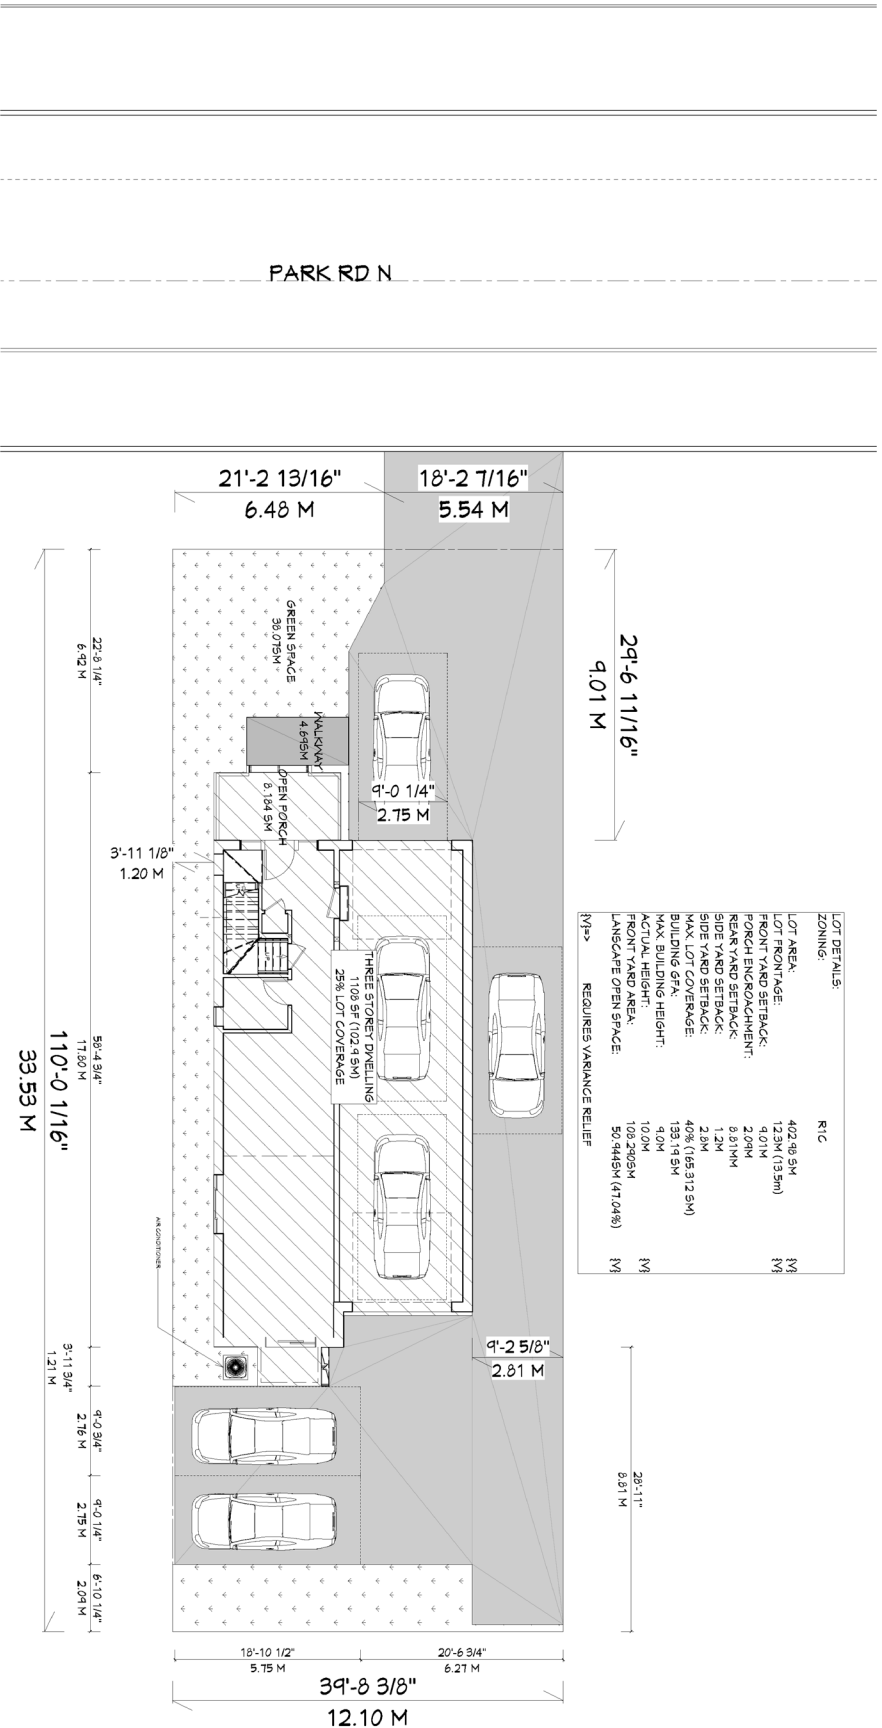 PARK RD N
21'-2 13/16"
6.48 M
18'-2 7/16"
5.54 M
29'-6 11/16"
9.01 M
22'-8 1/4"
6.92 M
GREEN SPACE
38.07SM
WALKWAY
4.69SM
OPEN PORCH
8.184 SM
9'-0 1/4"
2.75 M
3'-11 1/8"
1.20 M
THREE STOREY DWELLING
1108 SF (102.9 SM)
25% LOT COVERAGE
LOT DETAILS:
ZONING: R1C
LOT AREA: 402.98 SM {V}
LOT FRONTAGE: 12.3M (13.5m) {V}
FRONT YARD SETBACK: 9.01M
PORCH ENCROACHMENT: 2.09M
REAR YARD SETBACK: 8.81MM
SIDE YARD SETBACK: 1.2M
SIDE YARD SETBACK: 2.8M
MAX. LOT COVERAGE: 40% (165.312 SM)
BUILDING GFA: 133.19 SM
MAX. BUILDING HEIGHT: 9.0M
ACTUAL HEIGHT: 10.0M {V}
FRONT YARD AREA: 108.290SM
LANSCAPE OPEN SPACE: 50.944SM (47.04%) {V}
{V}=> REQUIRES VARIANCE RELIEF
58'-4 3/4"
17.80 M
110'-0 1/16"
33.53 M
AIR CONDITIONER
9'-2 5/8"
2.81 M
3'-11 3/4"
1.21 M
9'-0 3/4"
2.76 M
9'-0 1/4"
2.75 M
6'-10 1/4"
2.09 M
28'-11"
8.81 M
18'-10 1/2"
5.75 M
20'-6 3/4"
6.27 M
39'-8 3/8"
12.10 M